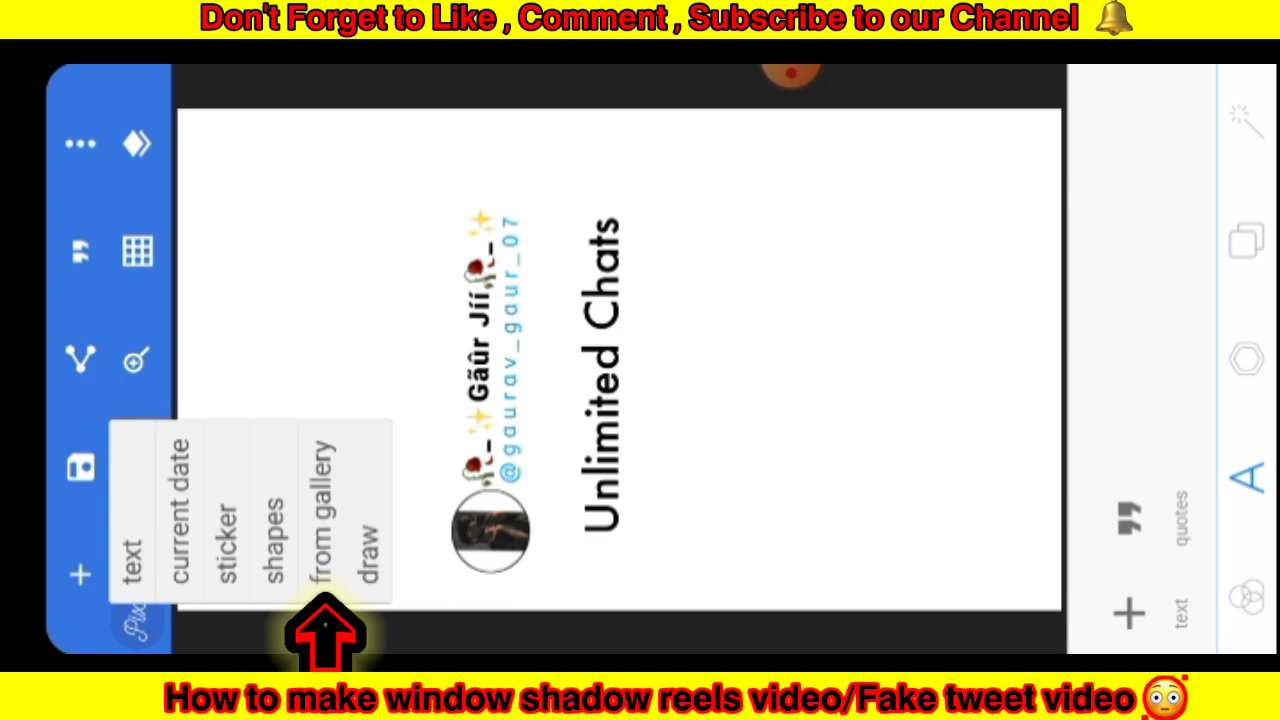 Don't Forget to Like , Comment , Subscribe to our Channel 🔔
text
current date
sticker
shapes
from gallery
draw
🥀_✨Gãûr Jíí🥀_✨
@gaurav_gaur_07
Unlimited Chats
text
quotes
How to make window shadow reels video/Fake tweet video 😳